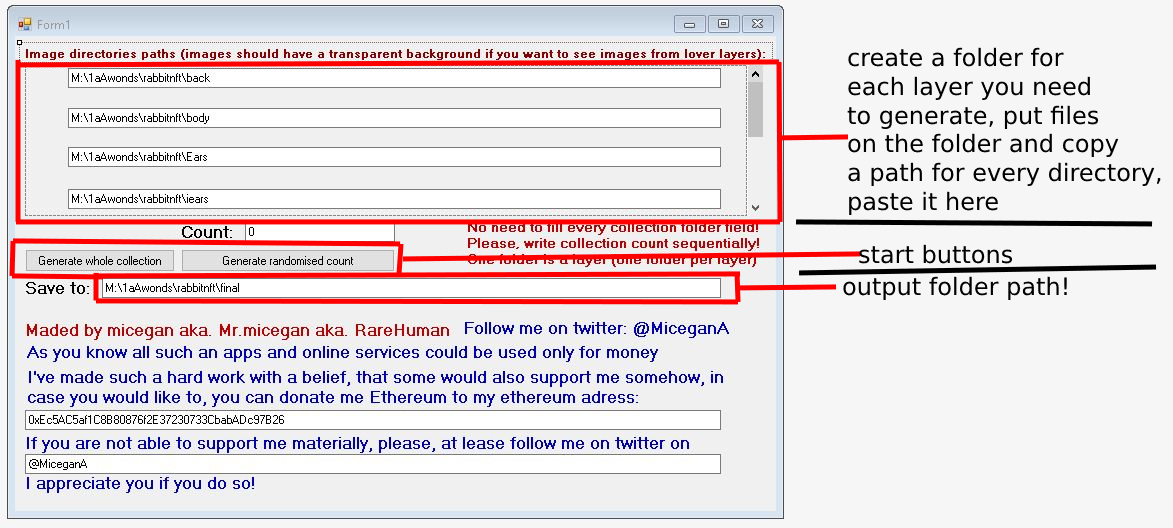 Form1
Image directories paths (images should have a transparent background if you want to see images from lover layers):
M:\1aAwonds\rabbitnft\back
M:\1aAwonds\rabbitnft\body
M:\1aAwonds\rabbitnft\Ears
M:\1aAwonds\rabbitnft\iears
create a folder for
each layer you need
to generate, put files
on the folder and copy
a path for every directory,
paste it here
Count: 0
No need to fill every collection folder field!
Please, write collection count sequentially!
One folder is a layer (one folder per layer)
Generate whole collection
Generate randomised count
start buttons
Save to: M:\1aAwonds\rabbitnft\final
output folder path!
Maded by micegan aka. Mr.micegan aka. RareHuman Follow me on twitter: @MiceganA
As you know all such an apps and online services could be used only for money
I've made such a hard work with a belief, that some would also support me somehow, in
case you would like to, you can donate me Ethereum to my ethereum adress:
0xEc5AC5af1C8B80876f2E37230733CbabADc97B26
If you are not able to support me materially, please, at lease follow me on twitter on
@MiceganA
I appreciate you if you do so!